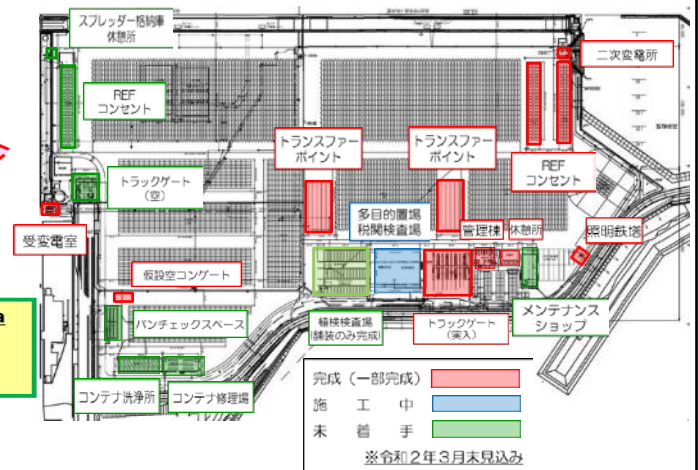 スプレッダー格納庫
休憩所
二次変電所
REF
コンセント
トランスファー
ポイント
トランスファー
ポイント
REF
コンセント
トラックゲート
(空)
多目的置場
税関検査場
管理棟
休憩所
照明鉄塔
受変電室
仮設空コンゲート
バンチェックスペース
植検検査場
(舗装のみ完成)
トラックゲート
(実入)
メンテナンス
ショップ
コンテナ洗浄所
コンテナ修理場
完成（一部完成）
施工中
未着手
※令和２年３月末見込み
a